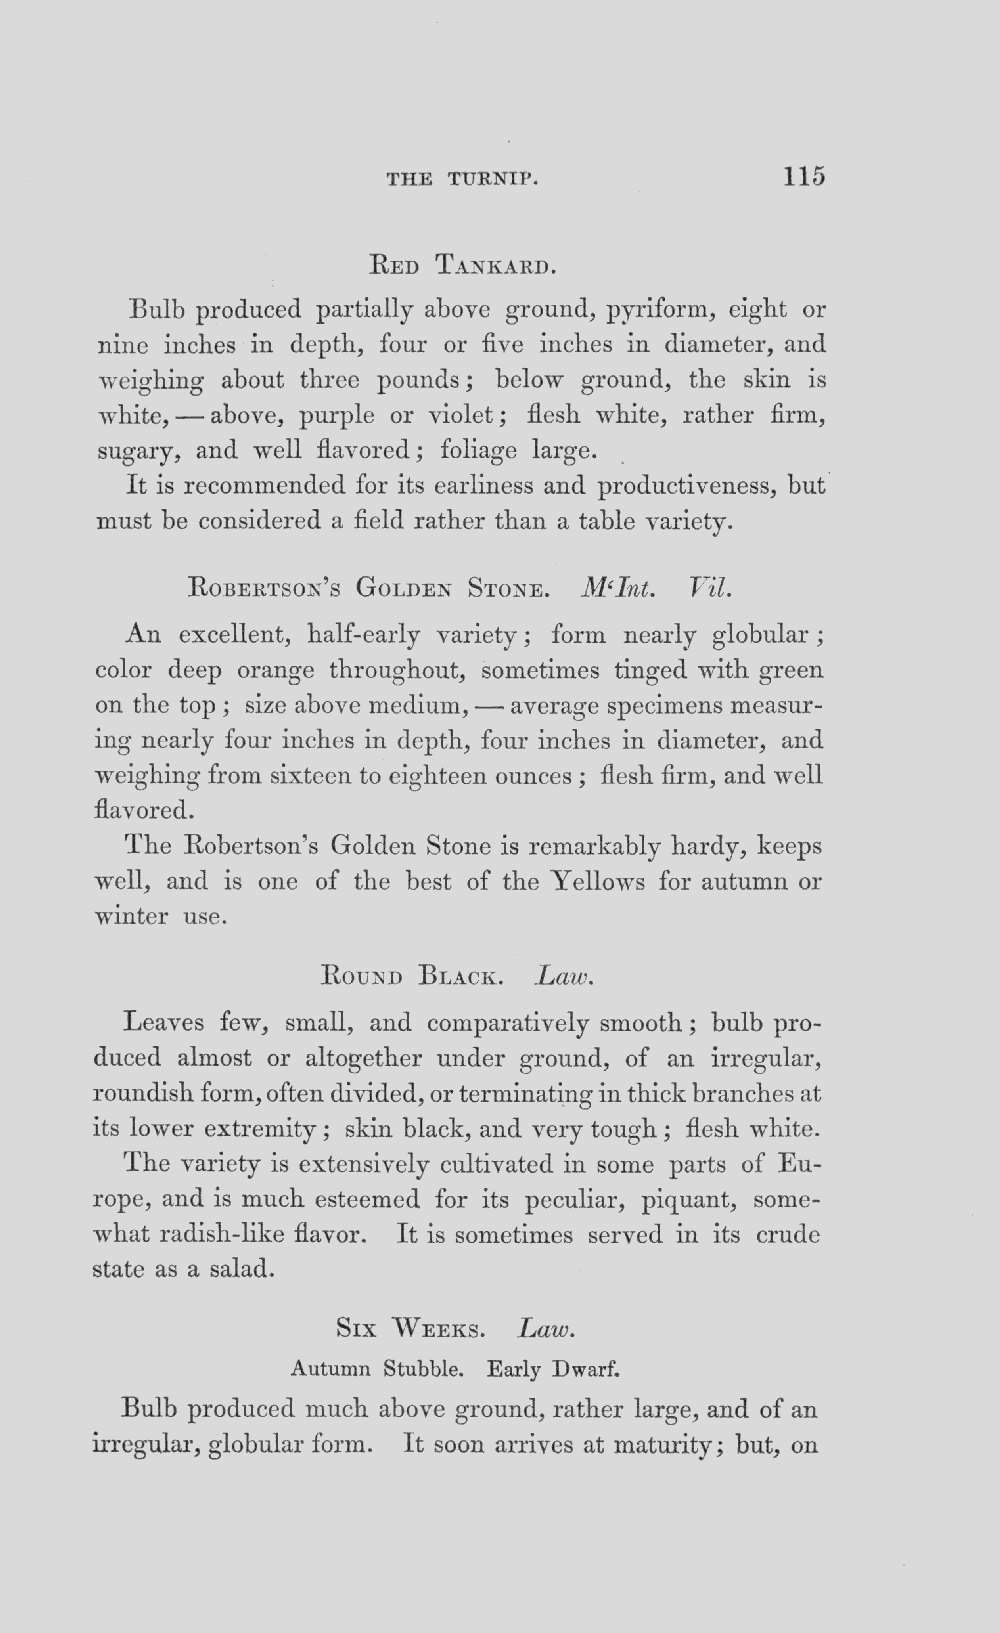 THE TURNIP. 115
RED TANKARD.
Bulb produced partially above ground, pyriform, eight or
nine inches in depth, four or five inches in diameter, and
weighing about three pounds; below ground, the skin is
white, — above, purple or violet; flesh white, rather firm,
sugary, and well flavored; foliage large.
It is recommended for its earliness and productiveness, but
must be considered a field rather than a table variety.
ROBERTSON'S GOLDEN STONE. M‘Int. Vil.
An excellent, half-early variety; form nearly globular;
color deep orange throughout, sometimes tinged with green
on the top; size above medium, — average specimens measur-
ing nearly four inches in depth, four inches in diameter, and
weighing from sixteen to eighteen ounces; flesh firm, and well
flavored.
The Robertson's Golden Stone is remarkably hardy, keeps
well, and is one of the best of the Yellows for autumn or
winter use.
ROUND BLACK. Law.
Leaves few, small, and comparatively smooth; bulb pro-
duced almost or altogether under ground, of an irregular,
roundish form, often divided, or terminating in thick branches at
its lower extremity; skin black, and very tough; flesh white.
The variety is extensively cultivated in some parts of Eu-
rope, and is much esteemed for its peculiar, piquant, some-
what radish-like flavor. It is sometimes served in its crude
state as a salad.
SIX WEEKS. Law.
Autumn Stubble. Early Dwarf.
Bulb produced much above ground, rather large, and of an
irregular, globular form. It soon arrives at maturity; but, on